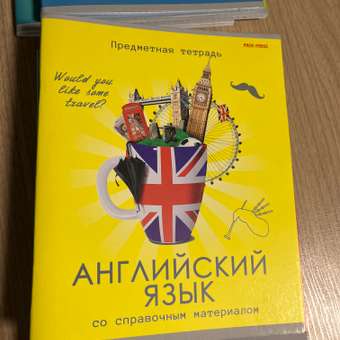 Предметная тетрадь
Would you
like some
travel?
АНГЛИЙСКИЙ
ЯЗЫК
со справочным материалом